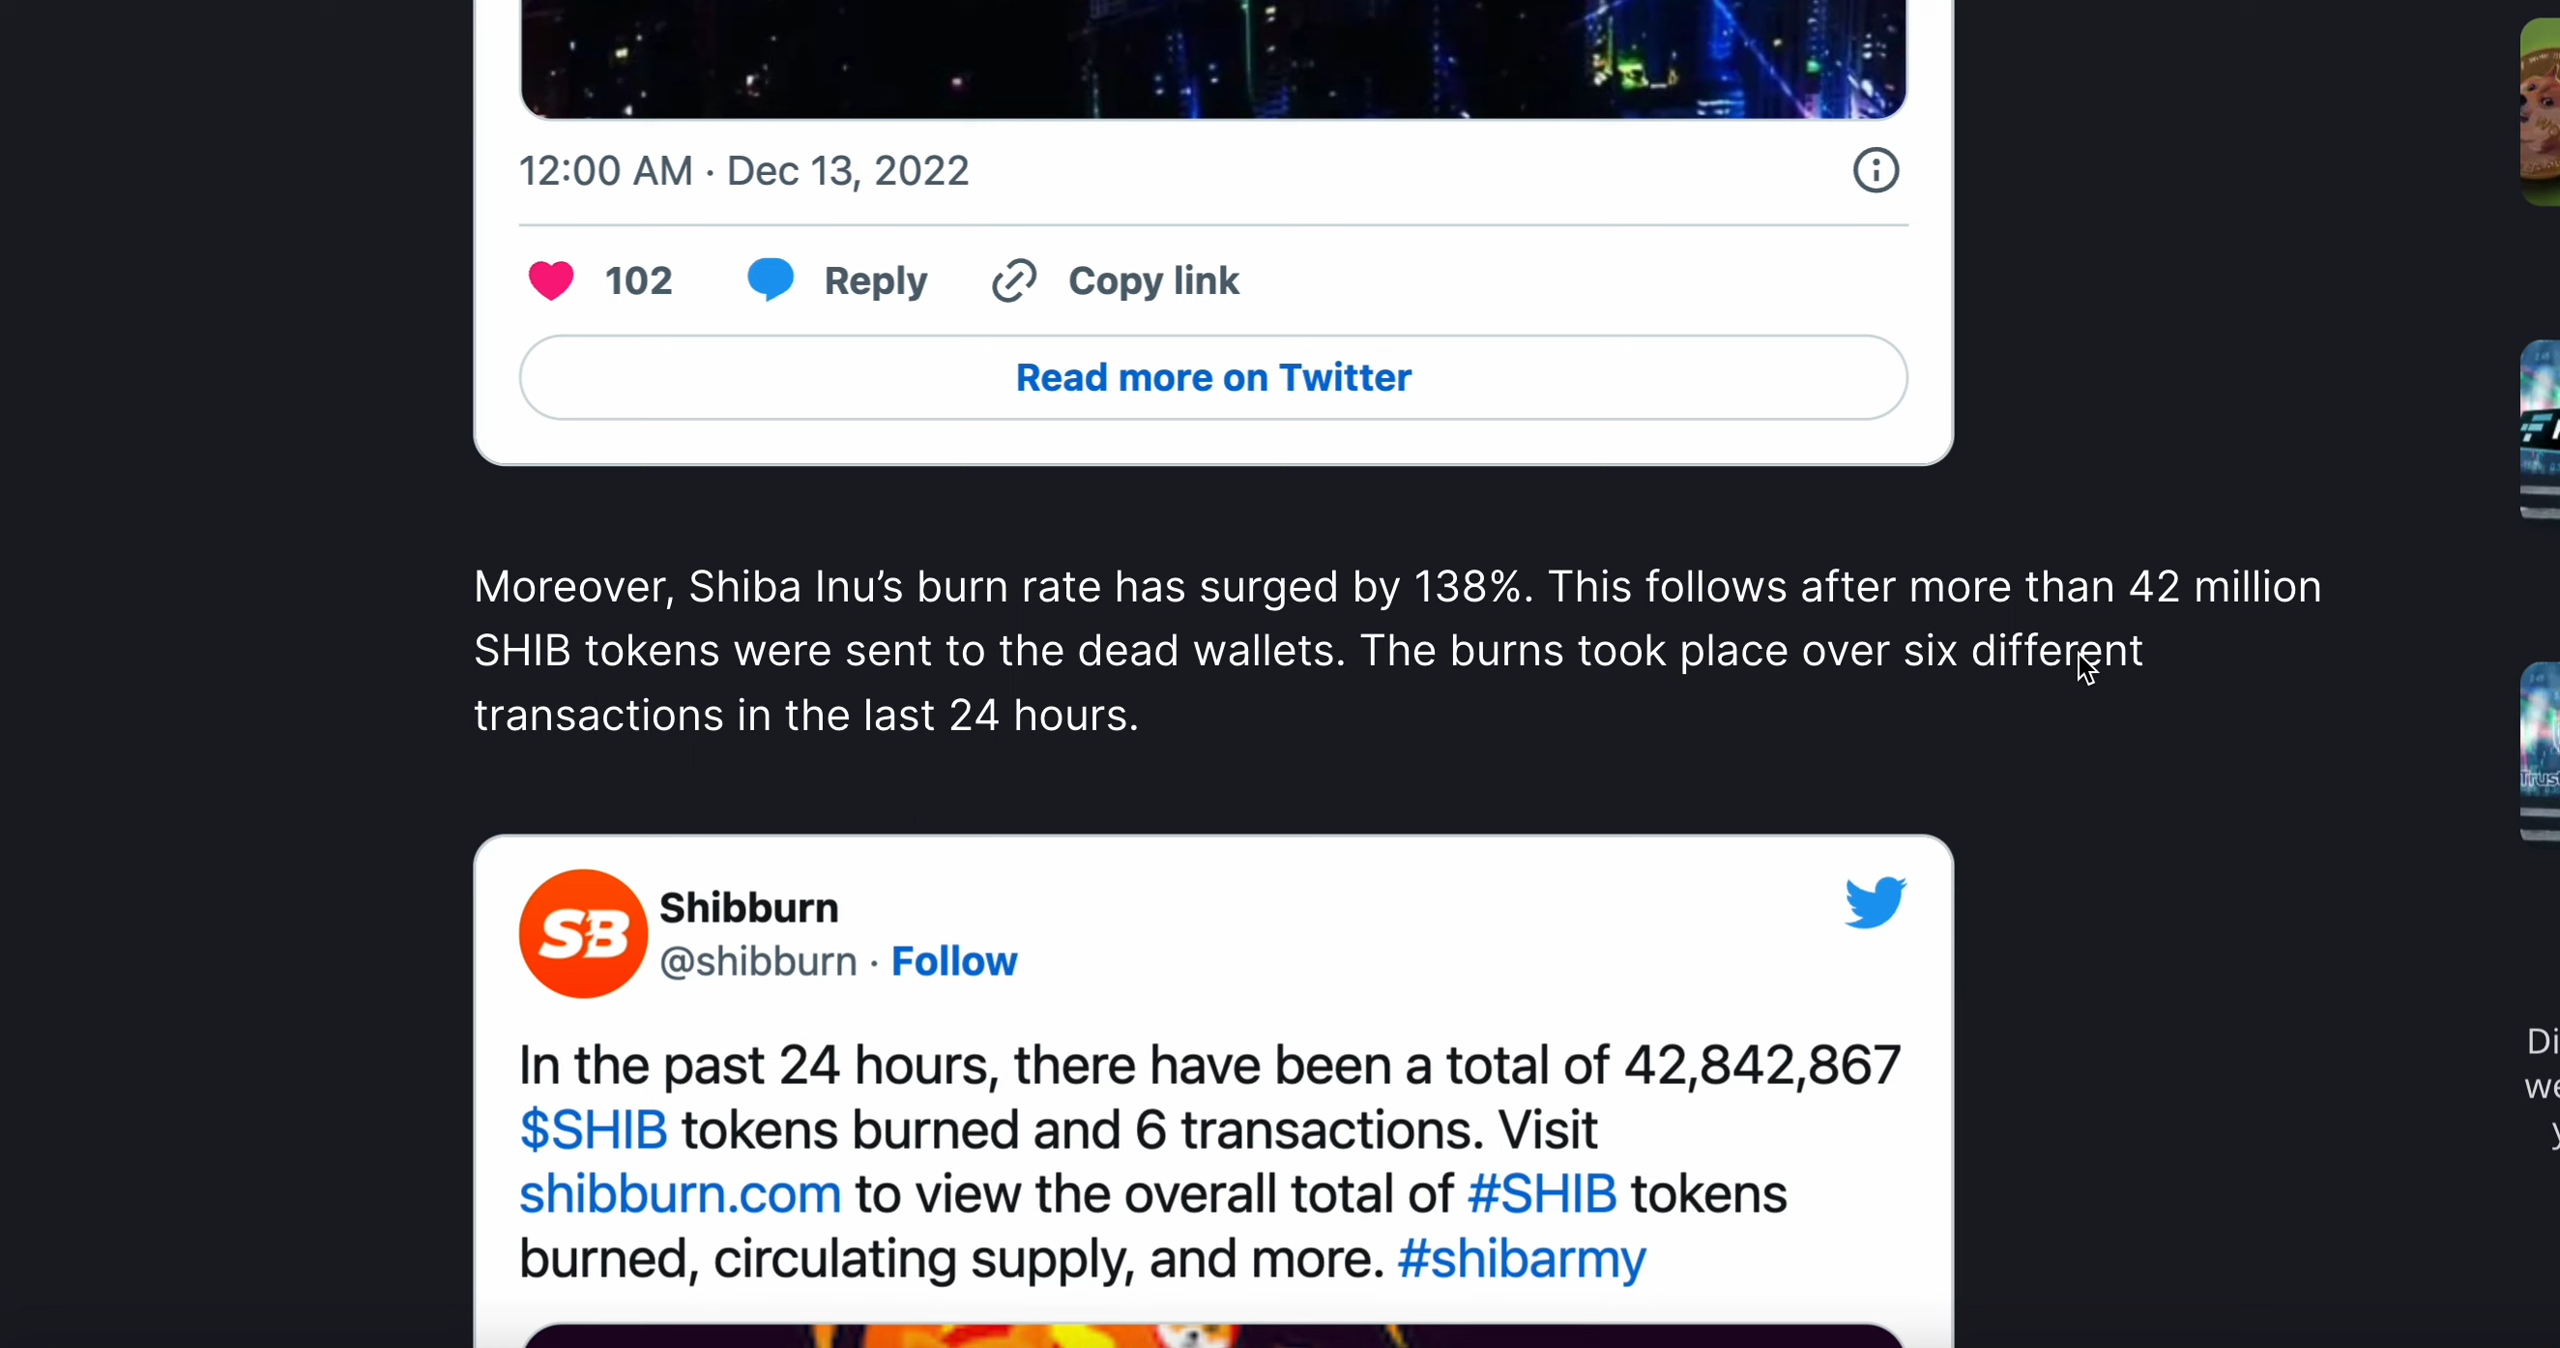 12:00 AM · Dec 13, 2022
102 Reply Copy link
Read more on Twitter
Moreover, Shiba Inu’s burn rate has surged by 138%. This follows after more than 42 million
SHIB tokens were sent to the dead wallets. The burns took place over six different
transactions in the last 24 hours.
SB
Shibburn
@shibburn · Follow
In the past 24 hours, there have been a total of 42,842,867
$SHIB tokens burned and 6 transactions. Visit
shibburn.com to view the overall total of #SHIB tokens
burned, circulating supply, and more. #shibarmy